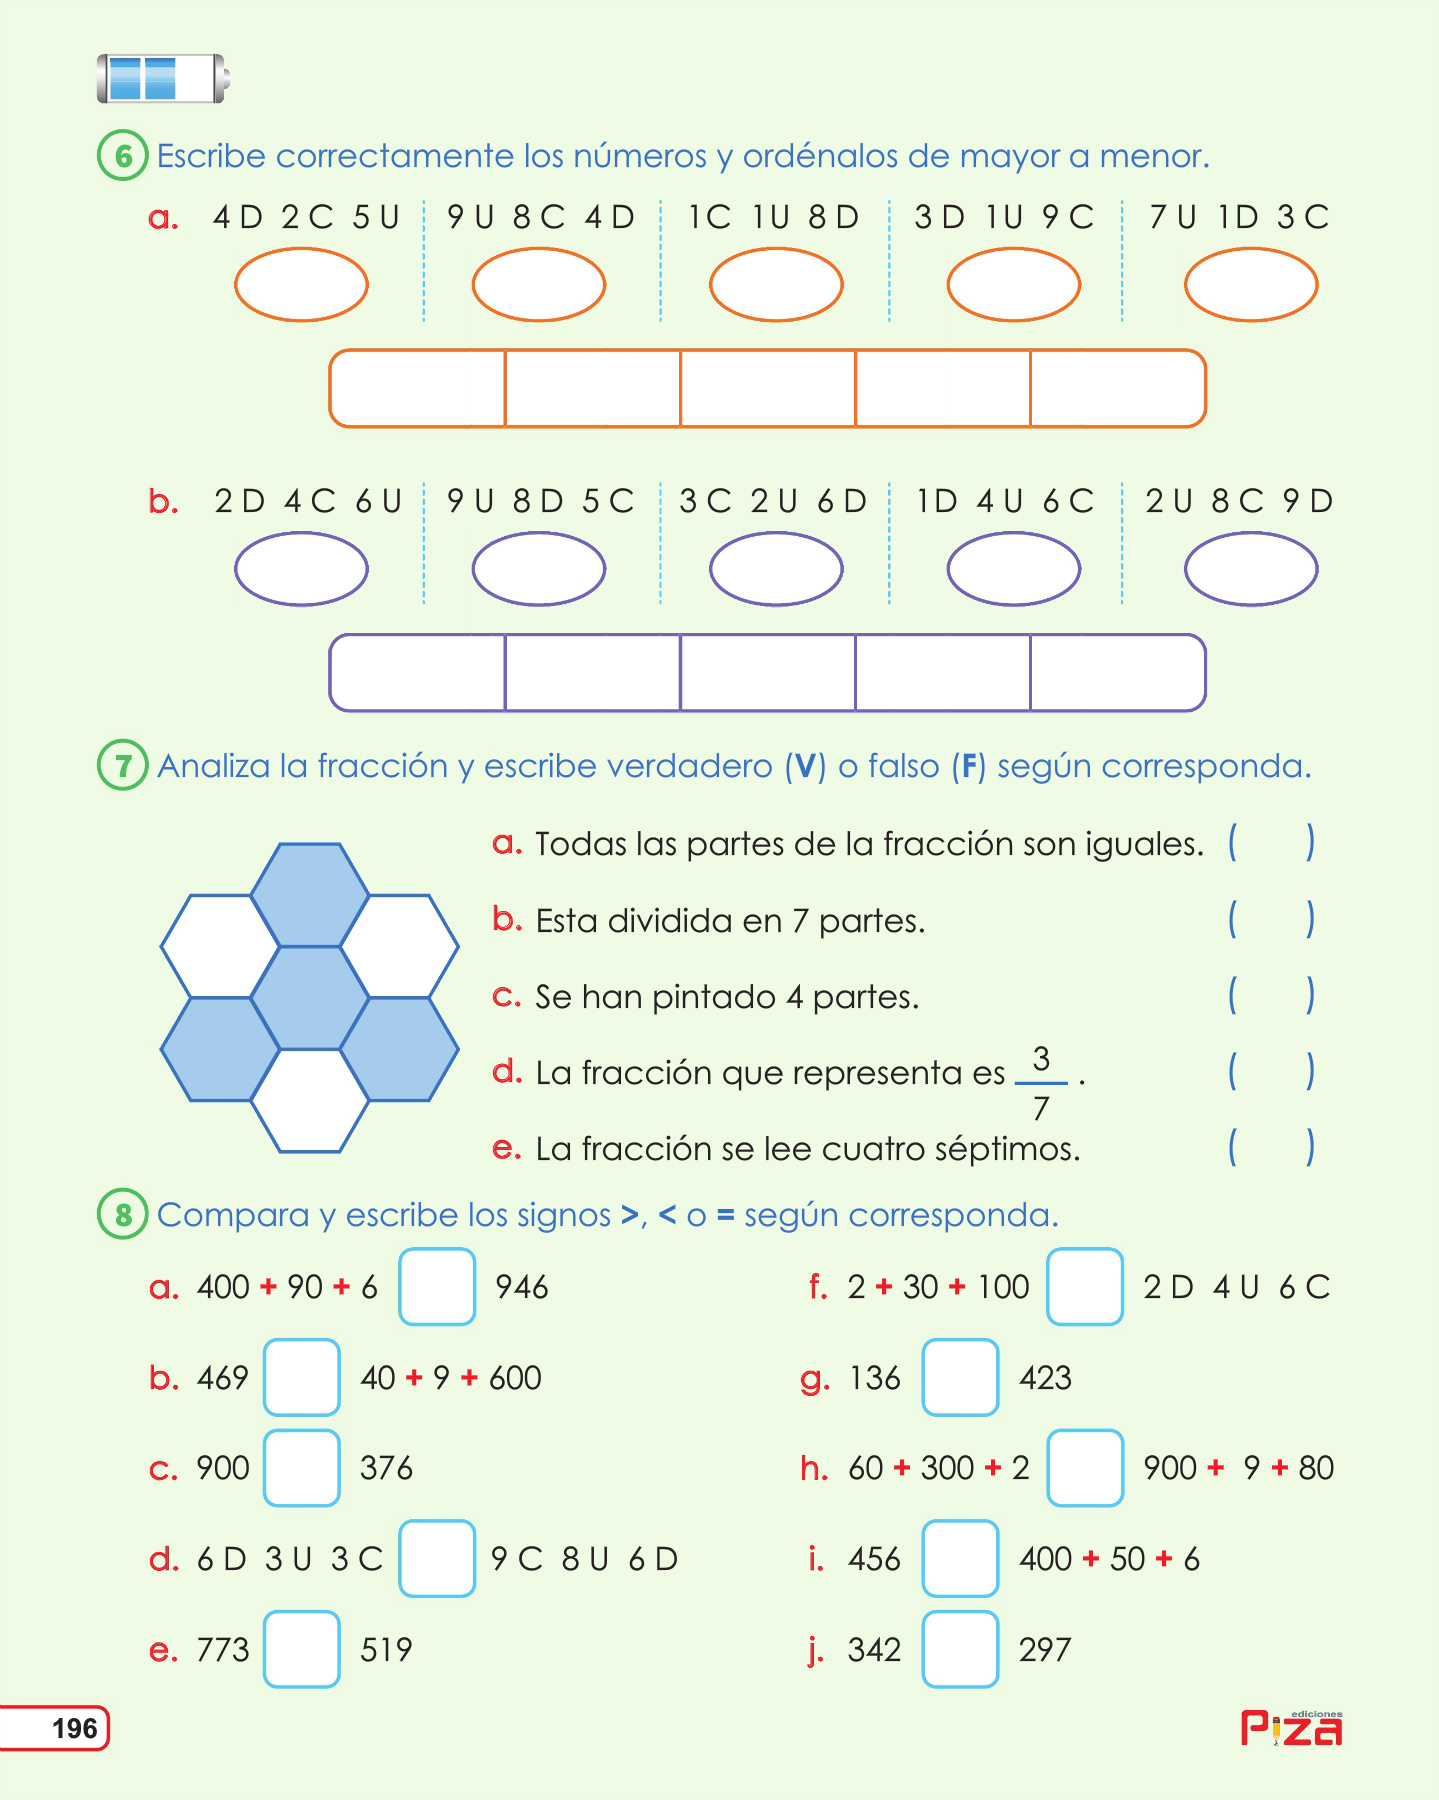 6 Escribe correctamente los números y ordénalos de mayor a menor.
a. 4 D 2 C 5 U 9 U 8 C 4 D 1 C 1 U 8 D 3 D 1 U 9 C 7 U 1 D 3 C
b. 2 D 4 C 6 U 9 U 8 D 5 C 3 C 2 U 6 D 1 D 4 U 6 C 2 U 8 C 9 D
7 Analiza la fracción y escribe verdadero (V) o falso (F) según corresponda.
a. Todas las partes de la fracción son iguales. ( )
b. Esta dividida en 7 partes. ( )
c. Se han pintado 4 partes. ( )
d. La fracción que representa es 3/7 . ( )
e. La fracción se lee cuatro séptimos. ( )
8 Compara y escribe los signos >, < o = según corresponda.
a. 400 + 90 + 6 946
f. 2 + 30 + 100 2 D 4 U 6 C
b. 469 40 + 9 + 600
g. 136 423
c. 900 376
h. 60 + 300 + 2 900 + 9 + 80
d. 6 D 3 U 3 C 9 C 8 U 6 D
i. 456 400 + 50 + 6
e. 773 519
j. 342 297
196
ediciones
Piza